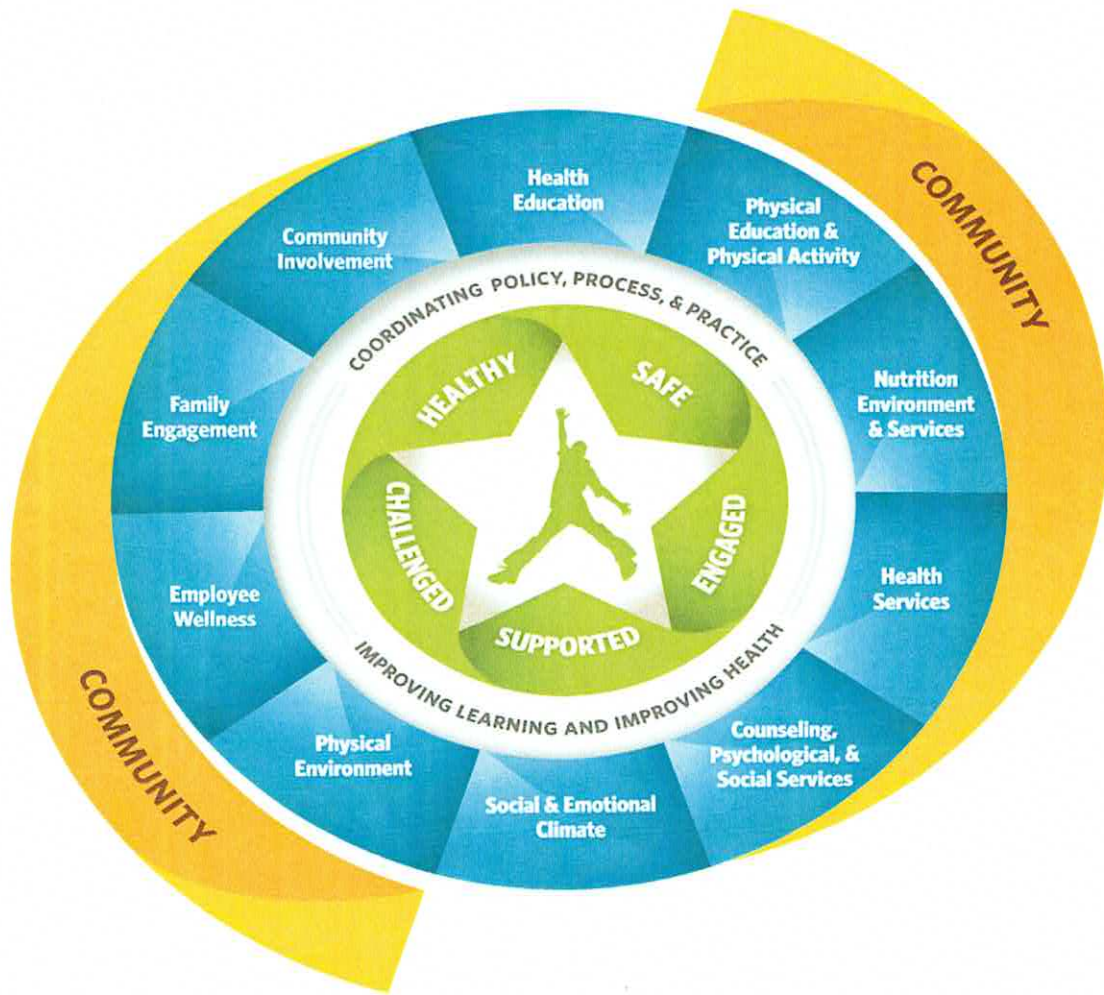 COMMUNITY
Health
Education
Physical
Education &
Physical Activity
Nutrition
Environment
& Services
Health
Services
Counseling,
Psychological, &
Social Services
Social & Emotional
Climate
Physical
Environment
Employee
Wellness
Family
Engagement
Community
Involvement
COORDINATING POLICY, PROCESS, & PRACTICE
IMPROVING LEARNING AND IMPROVING HEALTH
HEALTHY
SAFE
ENGAGED
SUPPORTED
CHALLENGED
COMMUNITY